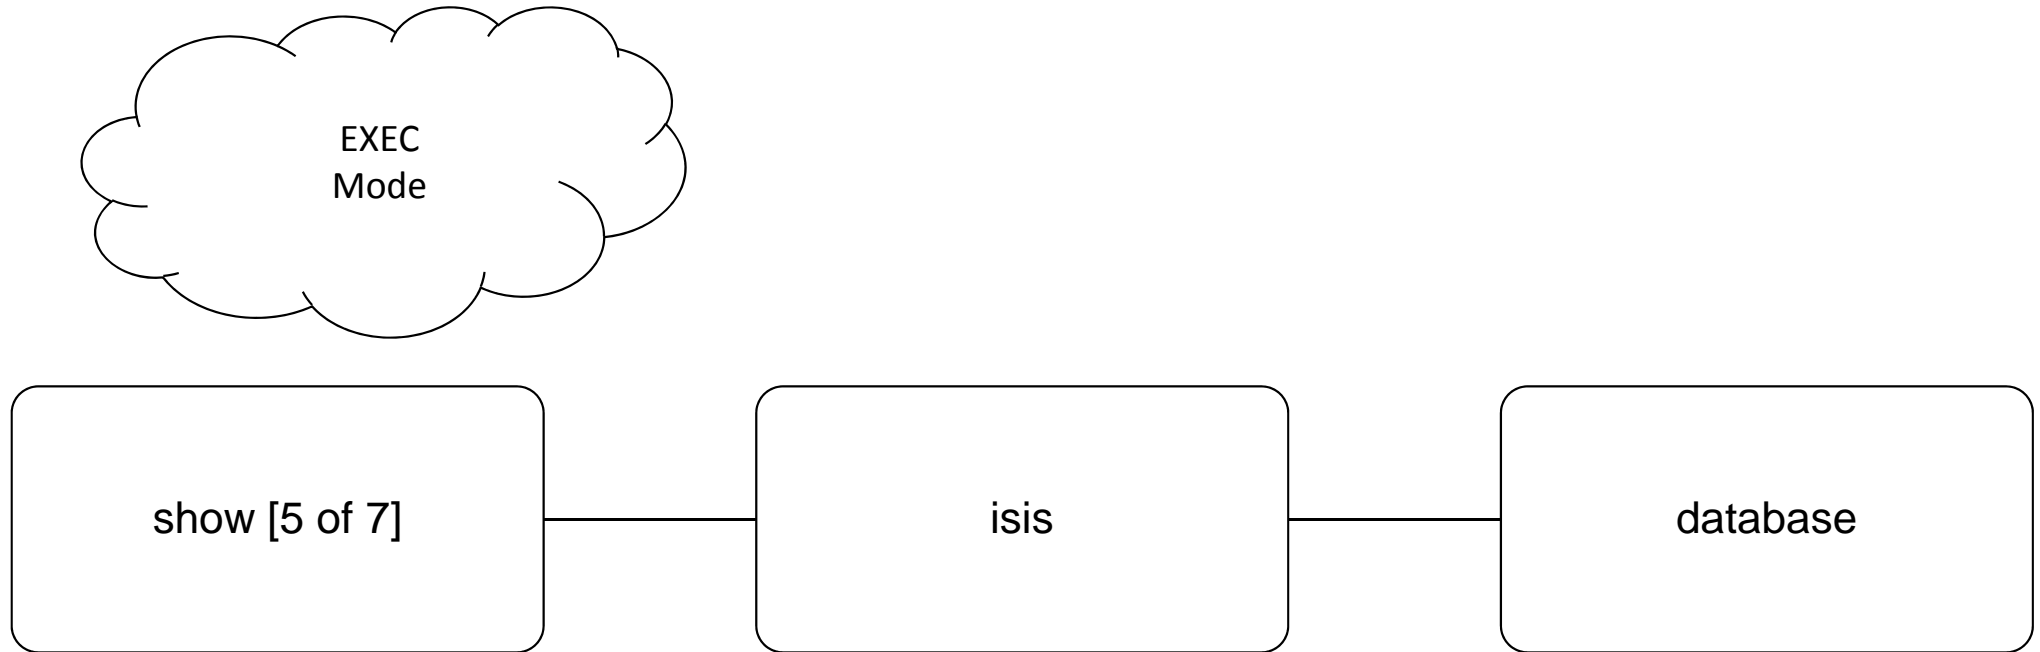 EXEC
Mode
show [5 of 7]
isis
database